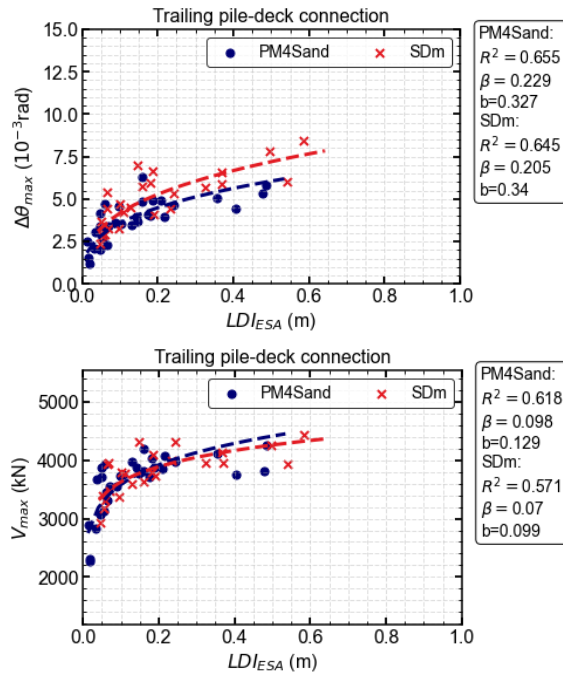 Trailing pile-deck connection
PM4Sand SDm
15.0
12.5
10.0
7.5
5.0
2.5
0.0
Δθmax (10⁻³rad)
0.0 0.2 0.4 0.6 0.8 1.0
LDI_ESA (m)
PM4Sand:
R² = 0.655
β = 0.229
b=0.327
SDm:
R² = 0.645
β = 0.205
b=0.34
Trailing pile-deck connection
PM4Sand SDm
5000
4000
3000
2000
Vmax (kN)
0.0 0.2 0.4 0.6 0.8 1.0
LDI_ESA (m)
PM4Sand:
R² = 0.618
β = 0.098
b=0.129
SDm:
R² = 0.571
β = 0.07
b=0.099